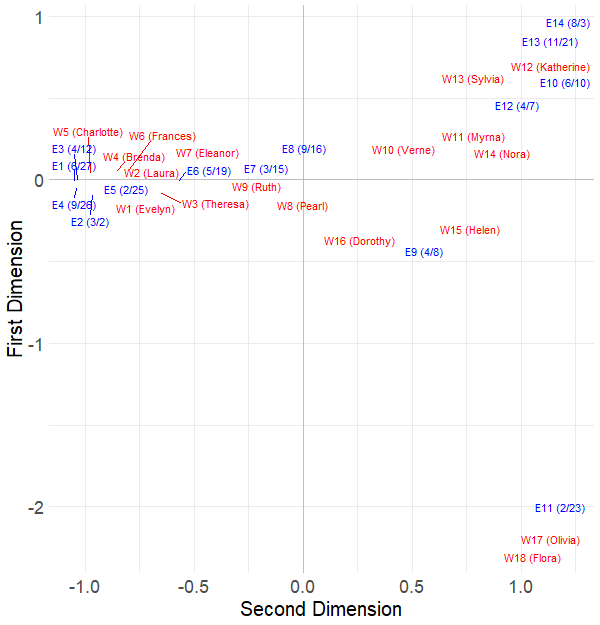 1
E14 (8/3)
E13 (11/21)
W12 (Katherine)
W13 (Sylvia)
E10 (6/10)
E12 (4/7)
W5 (Charlotte)
W6 (Frances)
W11 (Myrna)
E3 (4/12)
E8 (9/16)
W10 (Verne)
W4 (Brenda)
W7 (Eleanor)
W14 (Nora)
E1 (6/27)
W2 (Laura)
E6 (5/19)
E7 (3/15)
0
E5 (2/25)
W9 (Ruth)
E4 (9/26)
W1 (Evelyn)
W3 (Theresa)
W8 (Pearl)
E2 (3/2)
W15 (Helen)
W16 (Dorothy)
E9 (4/8)
First Dimension
-1
-2
E11 (2/23)
W17 (Olivia)
W18 (Flora)
-1.0 -0.5 0.0 0.5 1.0
Second Dimension